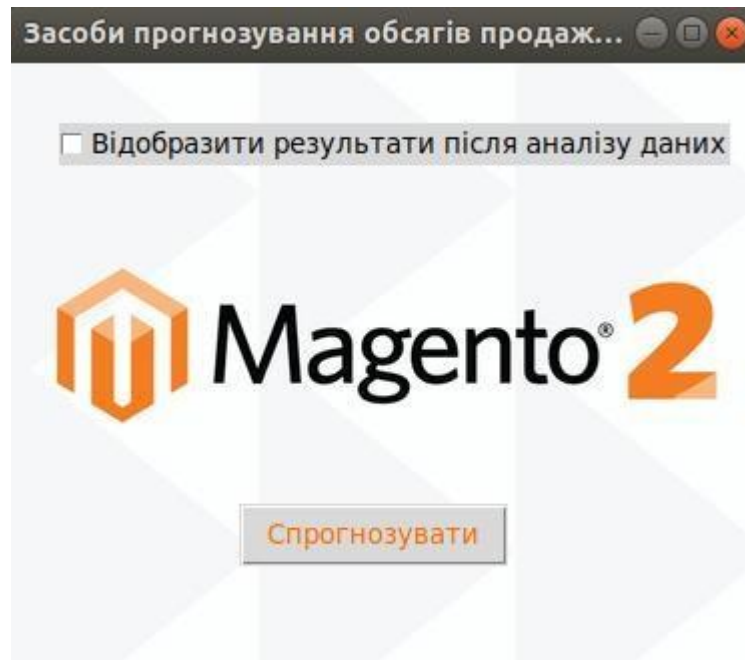 Засоби прогнозування обсягів продаж...
Відобразити результати після аналізу даних
Magento® 2
Спрогнозувати